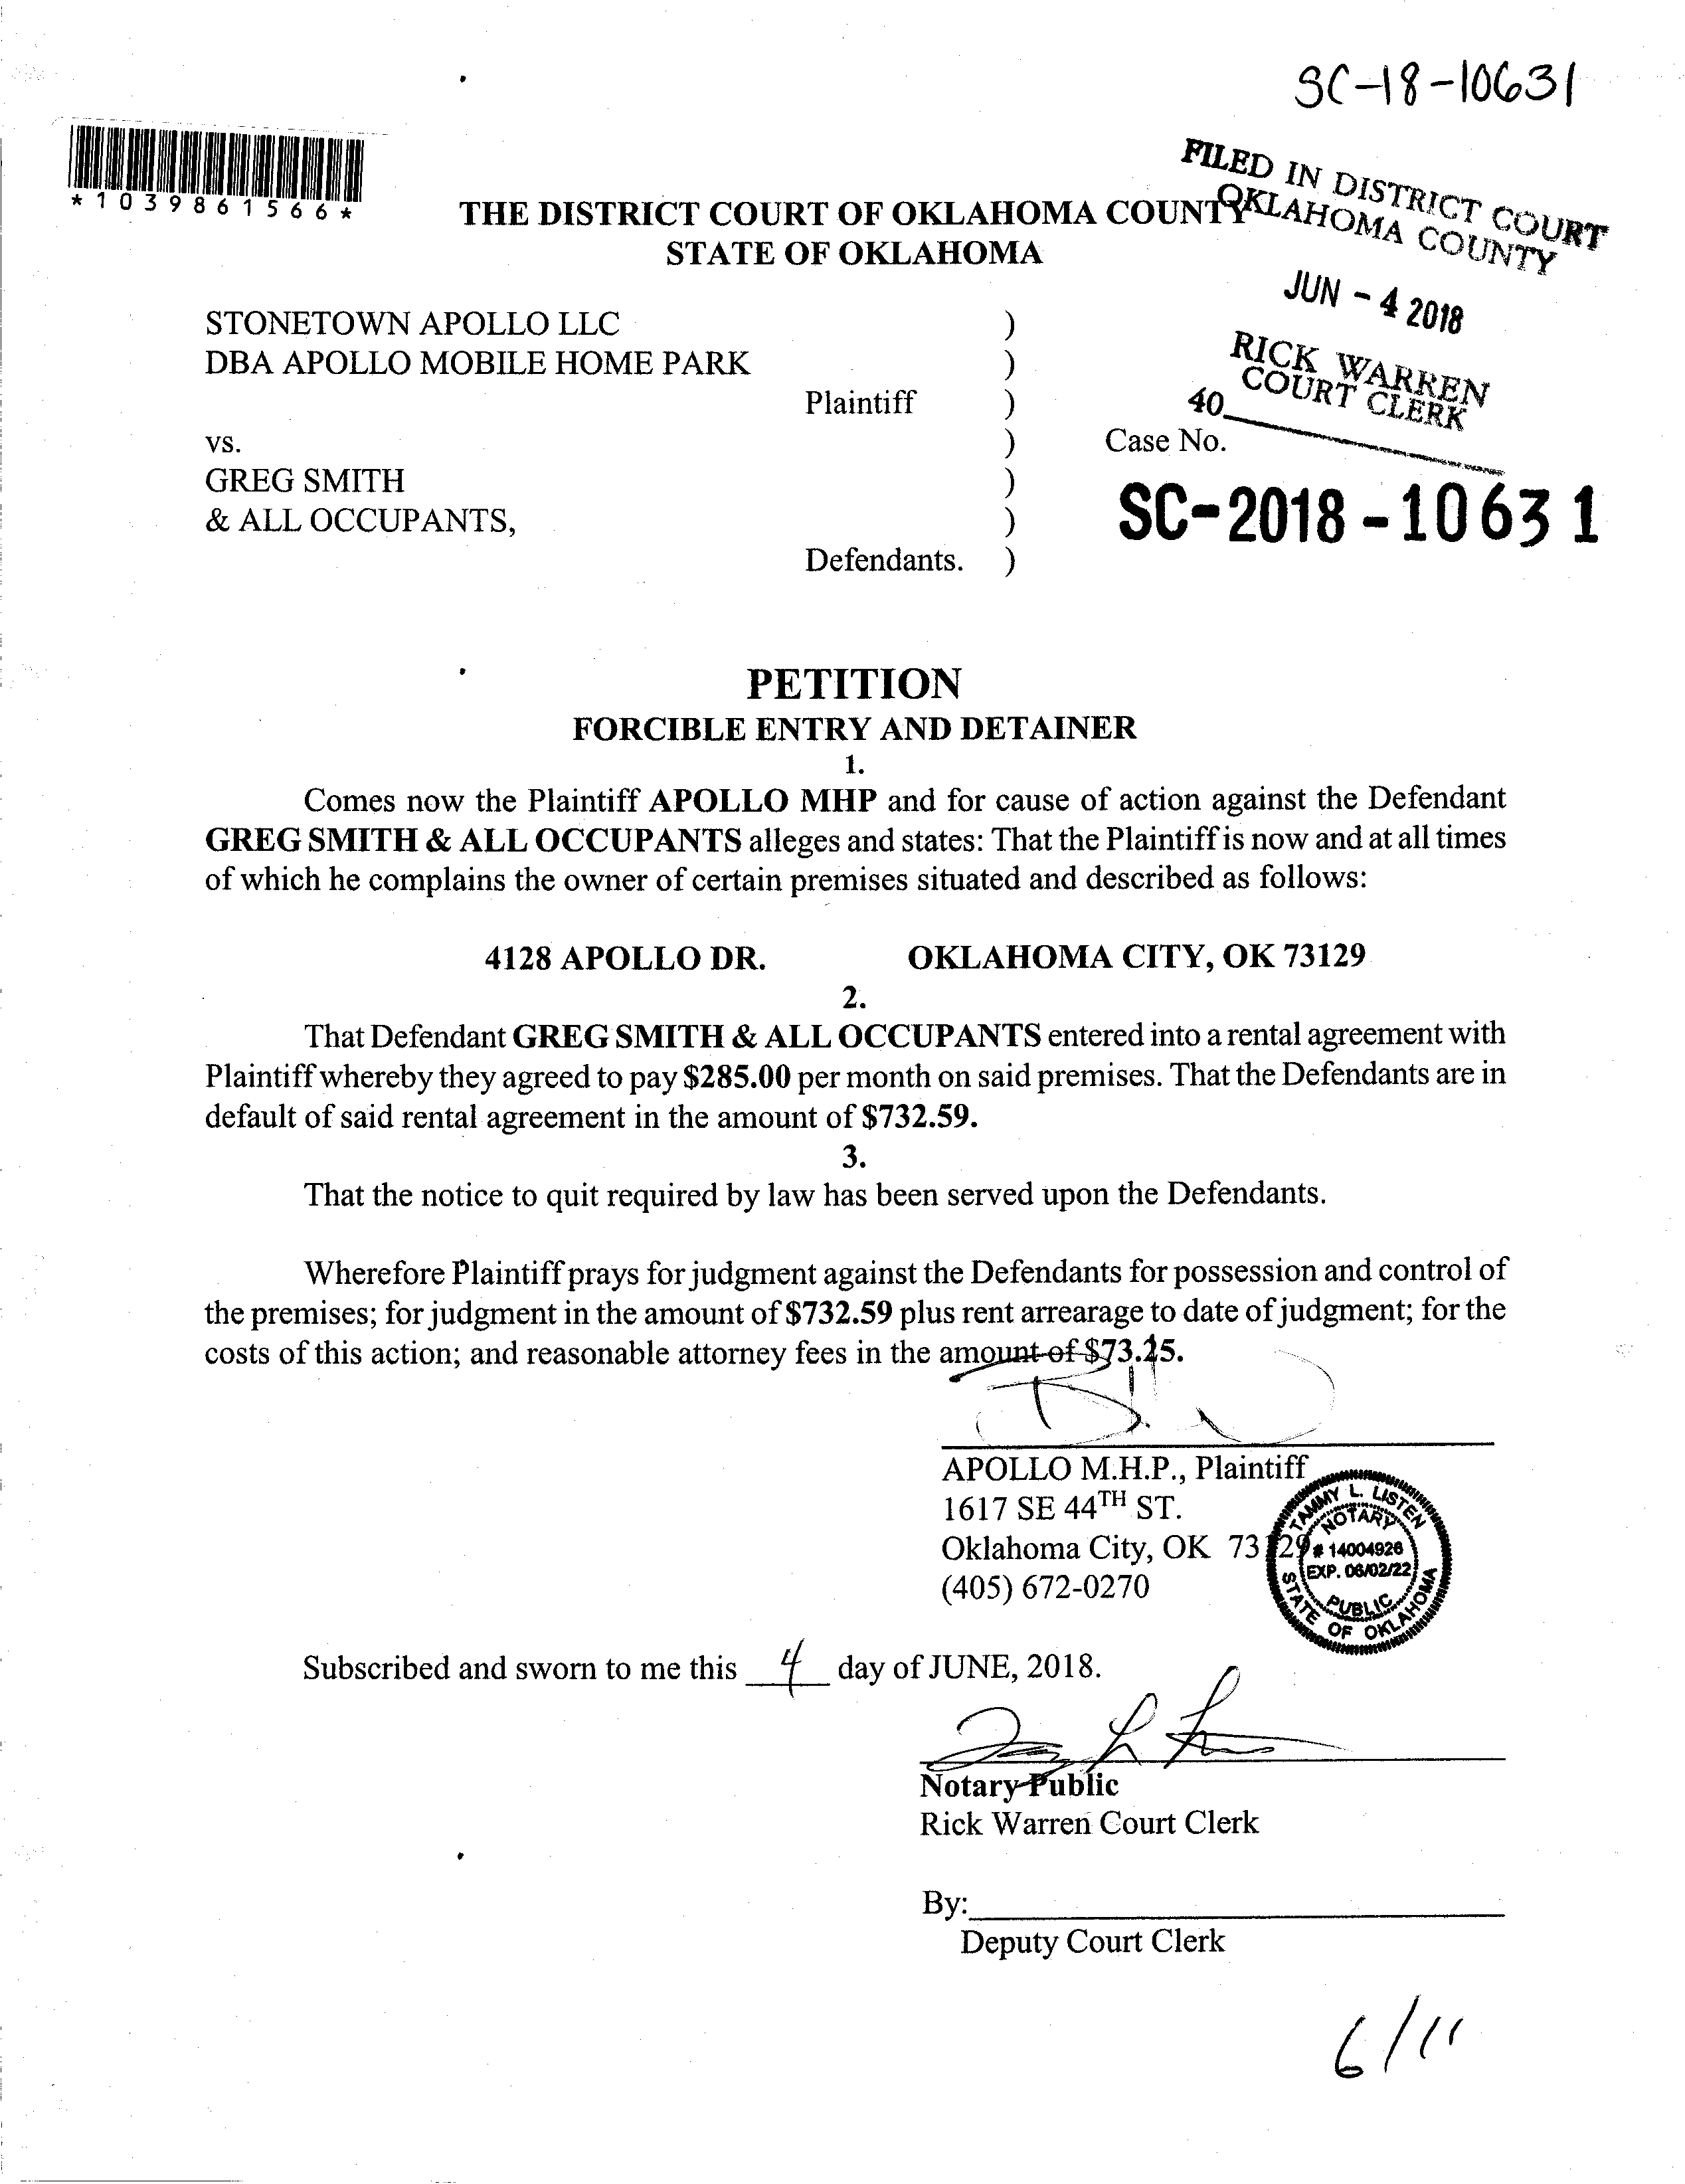 SC-18-10631
FILED IN DISTRICT COURT
OKLAHOMA COUNTY
*1039861566*
THE DISTRICT COURT OF OKLAHOMA COUNTY
STATE OF OKLAHOMA
JUN - 4 2018
STONETOWN APOLLO LLC )
DBA APOLLO MOBILE HOME PARK )
RICK WARREN
COURT CLERK
40
Plaintiff )
vs. ) Case No.
GREG SMITH )
& ALL OCCUPANTS, ) SC-2018-10631
Defendants. )
PETITION
FORCIBLE ENTRY AND DETAINER
1.
Comes now the Plaintiff APOLLO MHP and for cause of action against the Defendant
GREG SMITH & ALL OCCUPANTS alleges and states: That the Plaintiff is now and at all times
of which he complains the owner of certain premises situated and described as follows:
4128 APOLLO DR. OKLAHOMA CITY, OK 73129
2.
That Defendant GREG SMITH & ALL OCCUPANTS entered into a rental agreement with
Plaintiff whereby they agreed to pay $285.00 per month on said premises. That the Defendants are in
default of said rental agreement in the amount of $732.59.
3.
That the notice to quit required by law has been served upon the Defendants.
Wherefore Plaintiff prays for judgment against the Defendants for possession and control of
the premises; for judgment in the amount of $732.59 plus rent arrearage to date of judgment; for the
costs of this action; and reasonable attorney fees in the amount of $73.25.
APOLLO M.H.P., Plaintiff
1617 SE 44TH ST.
Oklahoma City, OK 73129
(405) 672-0270
TAMMY L. LISTEN
NOTARY
# 14004926
EXP. 06/02/22
PUBLIC
STATE OF OKLAHOMA
Subscribed and sworn to me this 4 day of JUNE, 2018.
Notary Public
Rick Warren Court Clerk
By:
Deputy Court Clerk
6/11